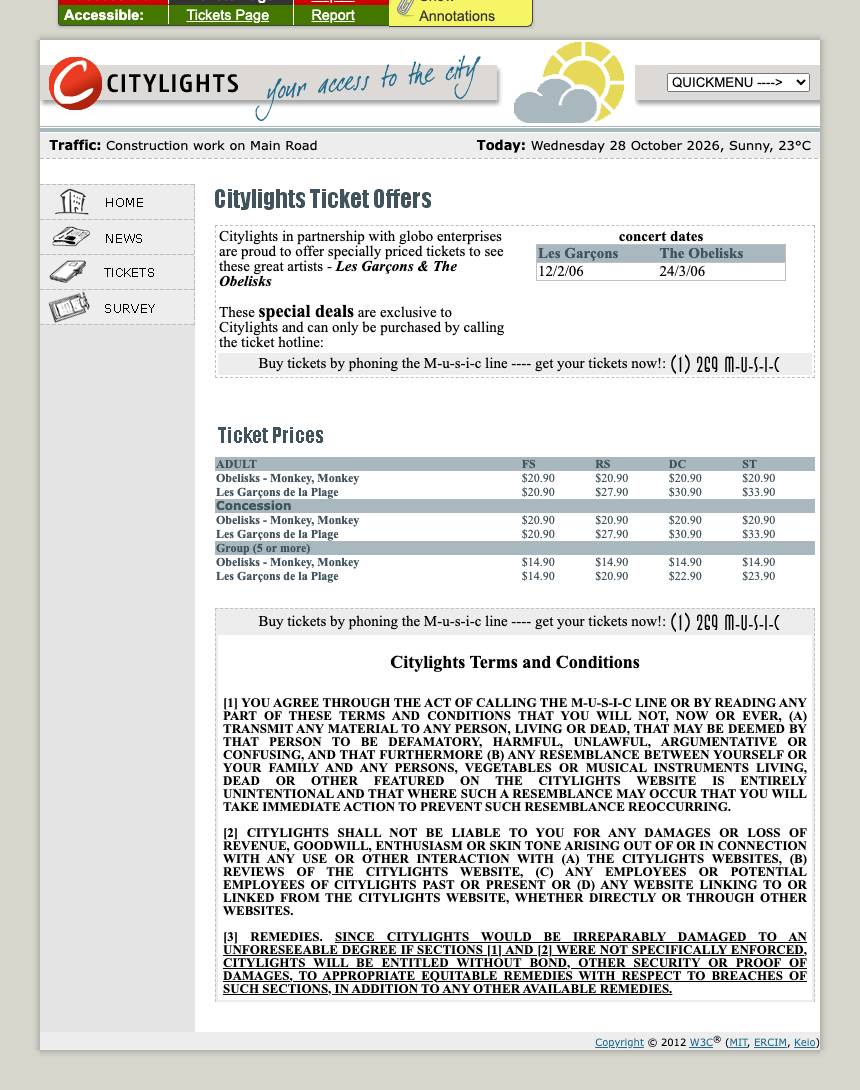 Accessible: Tickets Page Report Annotations
CITYLIGHTS your access to the city
QUICKMENU ---->
Traffic: Construction work on Main Road
Today: Wednesday 28 October 2026, Sunny, 23°C
HOME
NEWS
TICKETS
SURVEY
Citylights Ticket Offers
Citylights in partnership with globo enterprises
are proud to offer specially priced tickets to see
these great artists - Les Garçons & The
Obelisks
These special deals are exclusive to
Citylights and can only be purchased by calling
the ticket hotline:
concert dates
Les Garçons The Obelisks
12/2/06 24/3/06
Buy tickets by phoning the M-u-s-i-c line ---- get your tickets now!: (1) 269 M-U-S-I-C
Ticket Prices
ADULT FS RS DC ST
Obelisks - Monkey, Monkey $20.90 $20.90 $20.90 $20.90
Les Garçons de la Plage $20.90 $27.90 $30.90 $33.90
Concession
Obelisks - Monkey, Monkey $20.90 $20.90 $20.90 $20.90
Les Garçons de la Plage $20.90 $27.90 $30.90 $33.90
Group (5 or more)
Obelisks - Monkey, Monkey $14.90 $14.90 $14.90 $14.90
Les Garçons de la Plage $14.90 $20.90 $22.90 $23.90
Buy tickets by phoning the M-u-s-i-c line ---- get your tickets now!: (1) 269 M-U-S-I-C
Citylights Terms and Conditions
[1] YOU AGREE THROUGH THE ACT OF CALLING THE M-U-S-I-C LINE OR BY READING ANY
PART OF THESE TERMS AND CONDITIONS THAT YOU WILL NOT, NOW OR EVER, (A)
TRANSMIT ANY MATERIAL TO ANY PERSON, LIVING OR DEAD, THAT MAY BE DEEMED BY
THAT PERSON TO BE DEFAMATORY, HARMFUL, UNLAWFUL, ARGUMENTATIVE OR
CONFUSING, AND THAT FURTHERMORE (B) ANY RESEMBLANCE BETWEEN YOURSELF OR
YOUR FAMILY AND ANY PERSONS, VEGETABLES OR MUSICAL INSTRUMENTS LIVING,
DEAD OR OTHER FEATURED ON THE CITYLIGHTS WEBSITE IS ENTIRELY
UNINTENTIONAL AND THAT WHERE SUCH A RESEMBLANCE MAY OCCUR THAT YOU WILL
TAKE IMMEDIATE ACTION TO PREVENT SUCH RESEMBLANCE REOCCURRING.
[2] CITYLIGHTS SHALL NOT BE LIABLE TO YOU FOR ANY DAMAGES OR LOSS OF
REVENUE, GOODWILL, ENTHUSIASM OR SKIN TONE ARISING OUT OF OR IN CONNECTION
WITH ANY USE OR OTHER INTERACTION WITH (A) THE CITYLIGHTS WEBSITES, (B)
REVIEWS OF THE CITYLIGHTS WEBSITE, (C) ANY EMPLOYEES OR POTENTIAL
EMPLOYEES OF CITYLIGHTS PAST OR PRESENT OR (D) ANY WEBSITE LINKING TO OR
LINKED FROM THE CITYLIGHTS WEBSITE, WHETHER DIRECTLY OR THROUGH OTHER
WEBSITES.
[3] REMEDIES. SINCE CITYLIGHTS WOULD BE IRREPARABLY DAMAGED TO AN
UNFORESEEABLE DEGREE IF SECTIONS [1] AND [2] WERE NOT SPECIFICALLY ENFORCED,
CITYLIGHTS WILL BE ENTITLED WITHOUT BOND, OTHER SECURITY OR PROOF OF
DAMAGES, TO APPROPRIATE EQUITABLE REMEDIES WITH RESPECT TO BREACHES OF
SUCH SECTIONS, IN ADDITION TO ANY OTHER AVAILABLE REMEDIES.
Copyright © 2012 W3C® (MIT, ERCIM, Keio)